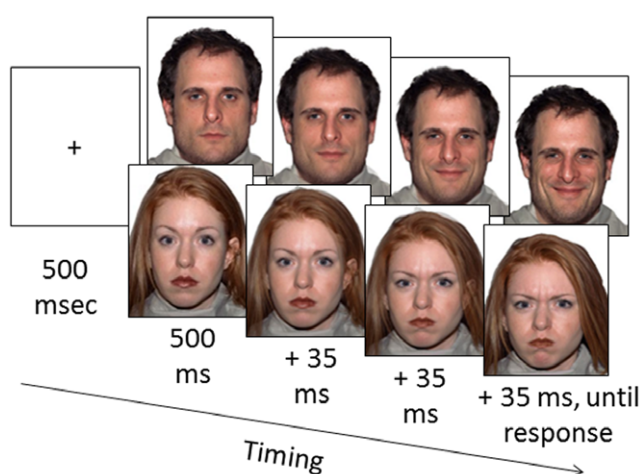 +
500
msec
500
ms
+ 35
ms
+ 35
ms
+ 35 ms, until
response
Timing